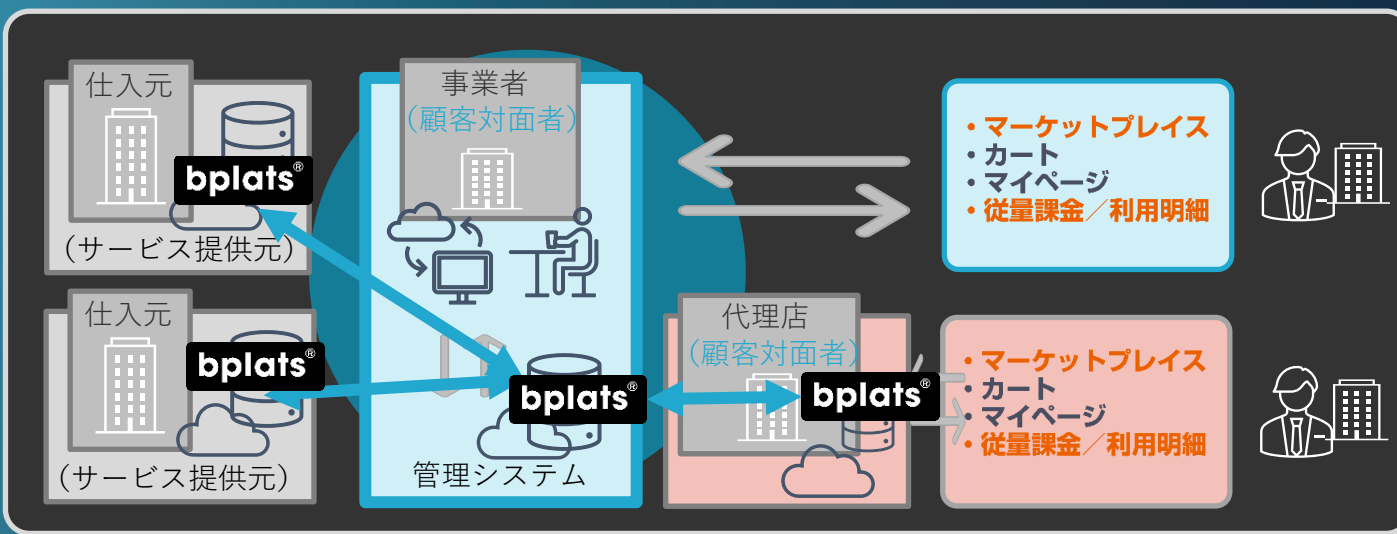 仕入元
bplats®
(サービス提供元)
仕入元
bplats®
(サービス提供元)
事業者
(顧客対面者)
bplats®
管理システム
代理店
(顧客対面者)
bplats®
・マーケットプレイス
・カート
・マイページ
・従量課金／利用明細
・マーケットプレイス
・カート
・マイページ
・従量課金／利用明細